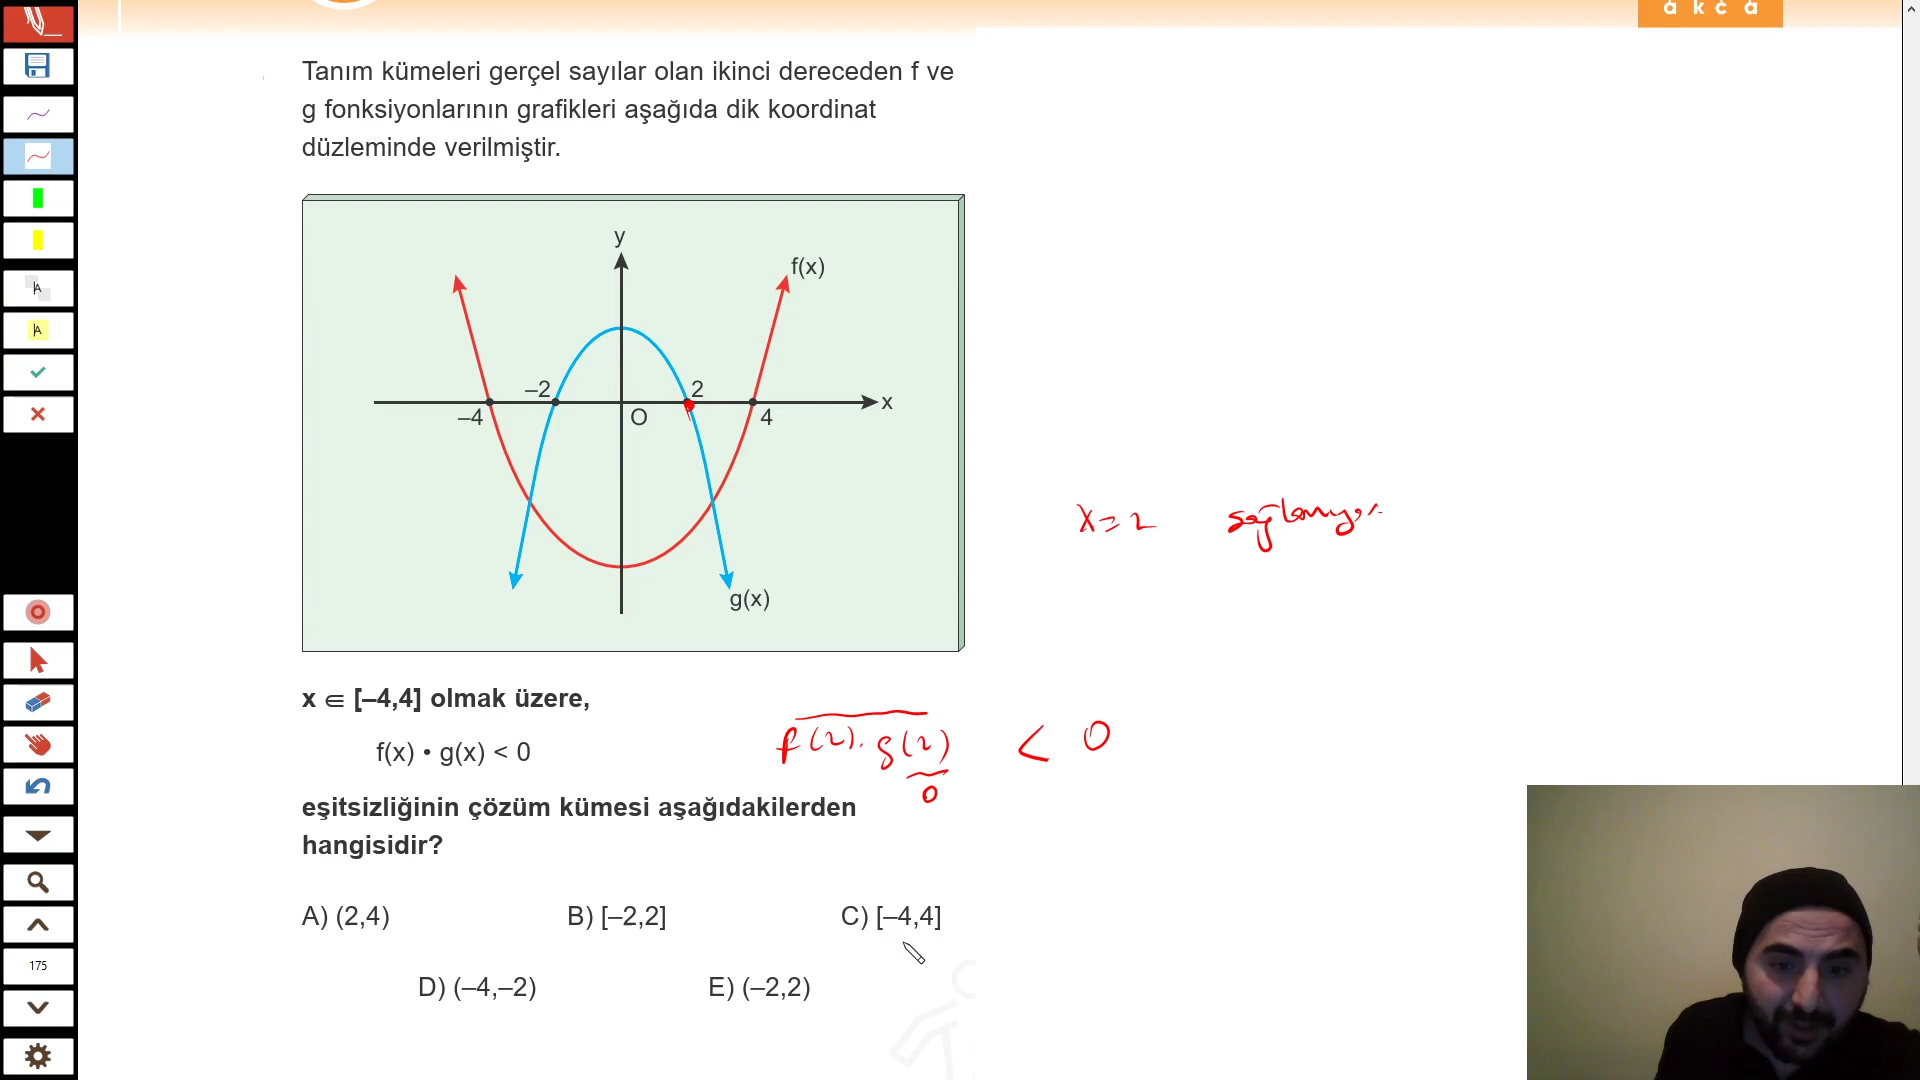 akça
Tanım kümeleri gerçel sayılar olan ikinci dereceden f ve
g fonksiyonlarının grafikleri aşağıda dik koordinat
düzleminde verilmiştir.
y
f(x)
–2
2
x
–4
O
4
g(x)
x = 2
x ∈ [–4,4] olmak üzere,
f(x) • g(x) < 0
f(2). g(2) < 0
0
eşitsizliğinin çözüm kümesi aşağıdakilerden
hangisidir?
A) (2,4)
B) [–2,2]
C) [–4,4]
D) (–4,–2)
E) (–2,2)
A
A
175